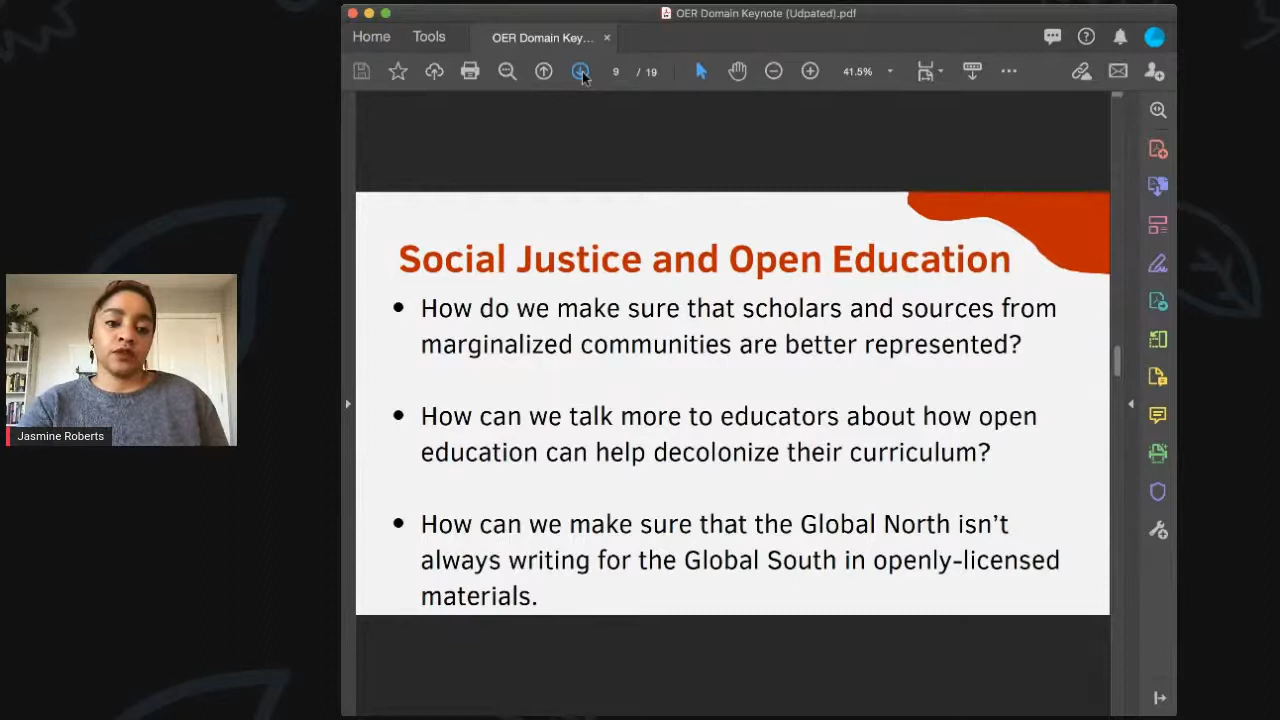 OER Domain Keynote (Udpated).pdf
Home Tools OER Domain Key... ×
9 / 19 41.5%
Social Justice and Open Education
• How do we make sure that scholars and sources from
marginalized communities are better represented?
• How can we talk more to educators about how open
education can help decolonize their curriculum?
• How can we make sure that the Global North isn't
always writing for the Global South in openly-licensed
materials.
Jasmine Roberts